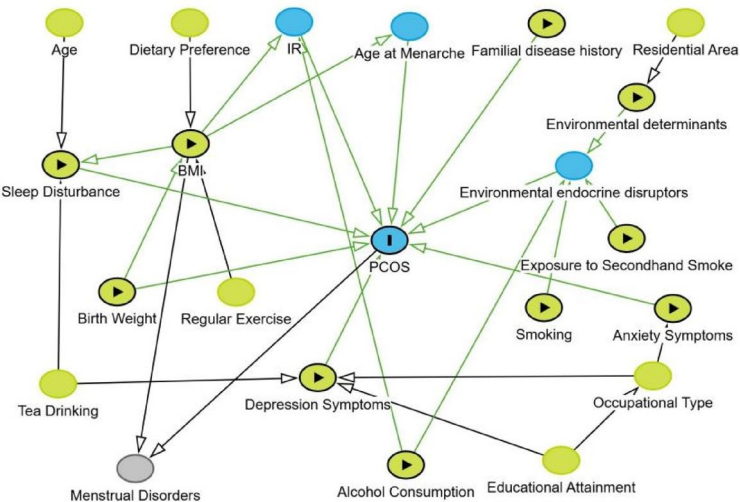 Age
Dietary Preference
IR
Age at Menarche
Familial disease history
Residential Area
Environmental determinants
BMI
Sleep Disturbance
Environmental endocrine disruptors
PCOS
Exposure to Secondhand Smoke
Birth Weight
Regular Exercise
Smoking
Anxiety Symptoms
Tea Drinking
Depression Symptoms
Occupational Type
Menstrual Disorders
Alcohol Consumption
Educational Attainment